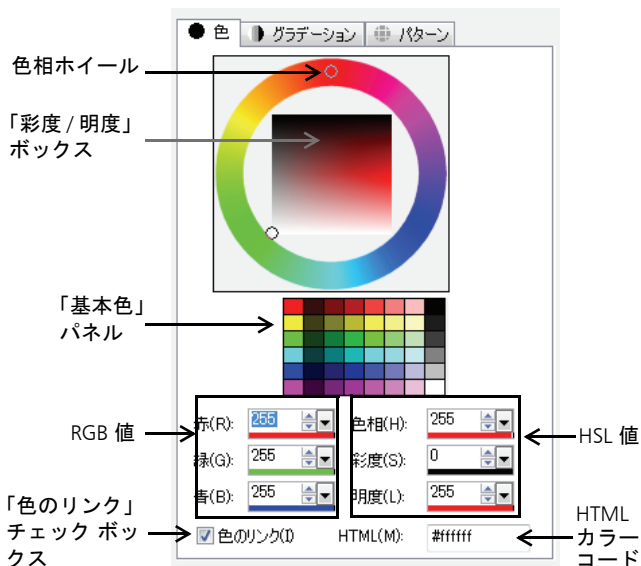 色 グラデーション パターン
色相ホイール
「彩度 / 明度」
ボックス
「基本色」
パネル
RGB 値
赤(R): 255 色相(H): 255
緑(G): 255 彩度(S): 0
青(B): 255 明度(L): 255
HSL 値
「色のリンク」
チェック ボッ
クス
色のリンク(I) HTML(M): #ffffff
HTML
カラー
コード